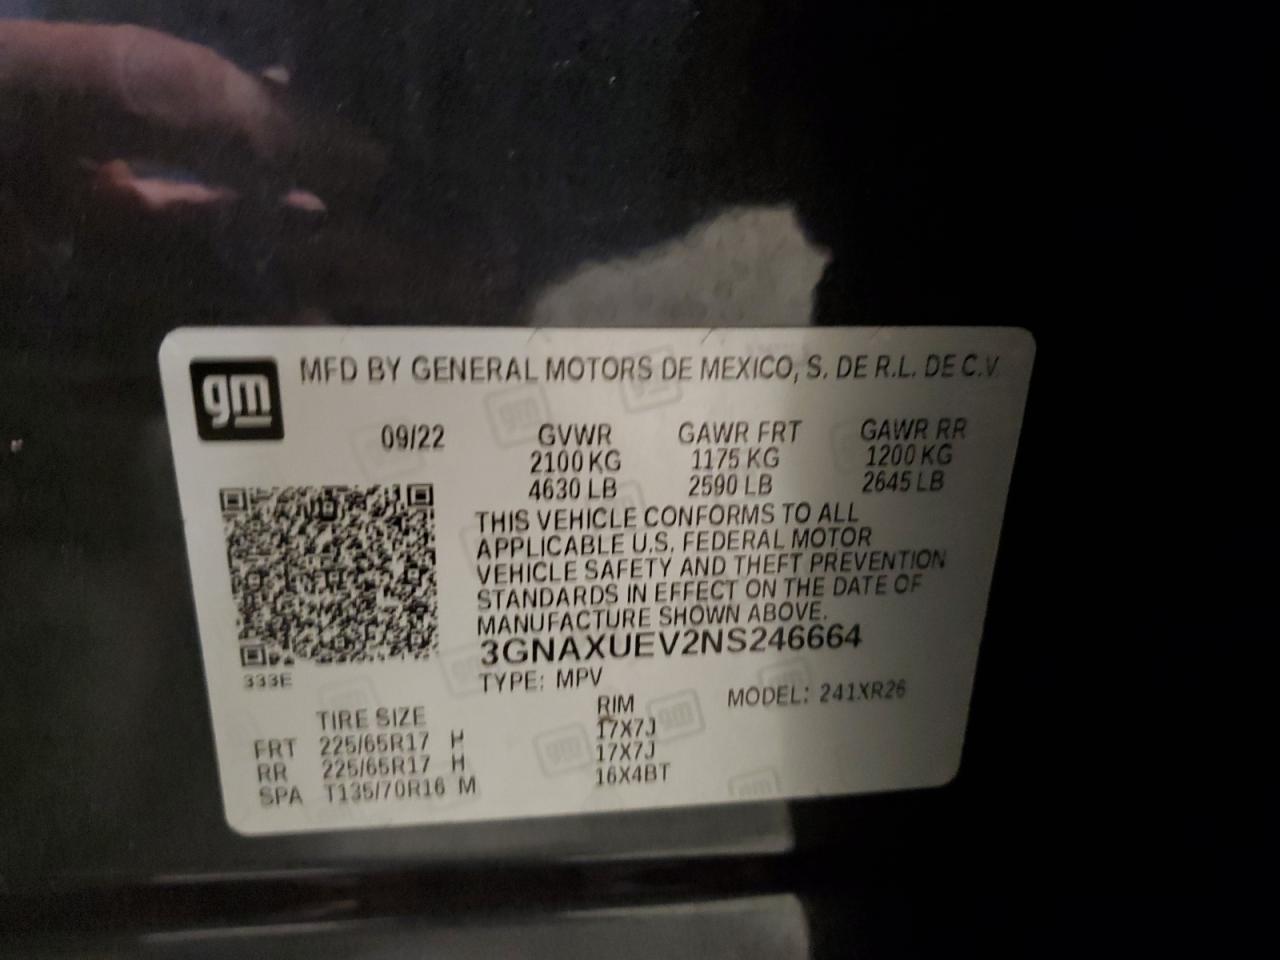 gm
MFD BY GENERAL MOTORS DE MEXICO, S. DE R.L. DE C.V.
09/22 GVWR GAWR FRT GAWR RR
2100 KG 1175 KG 1200 KG
4630 LB 2590 LB 2645 LB
THIS VEHICLE CONFORMS TO ALL
APPLICABLE U.S. FEDERAL MOTOR
VEHICLE SAFETY AND THEFT PREVENTION
STANDARDS IN EFFECT ON THE DATE OF
MANUFACTURE SHOWN ABOVE.
3GNAXUEV2NS246664
333E
TYPE: MPV MODEL: 241XR26
TIRE SIZE RIM
FRT 225/65R17 H 17X7J
RR 225/65R17 H 17X7J
SPA T135/70R16 M 16X4BT